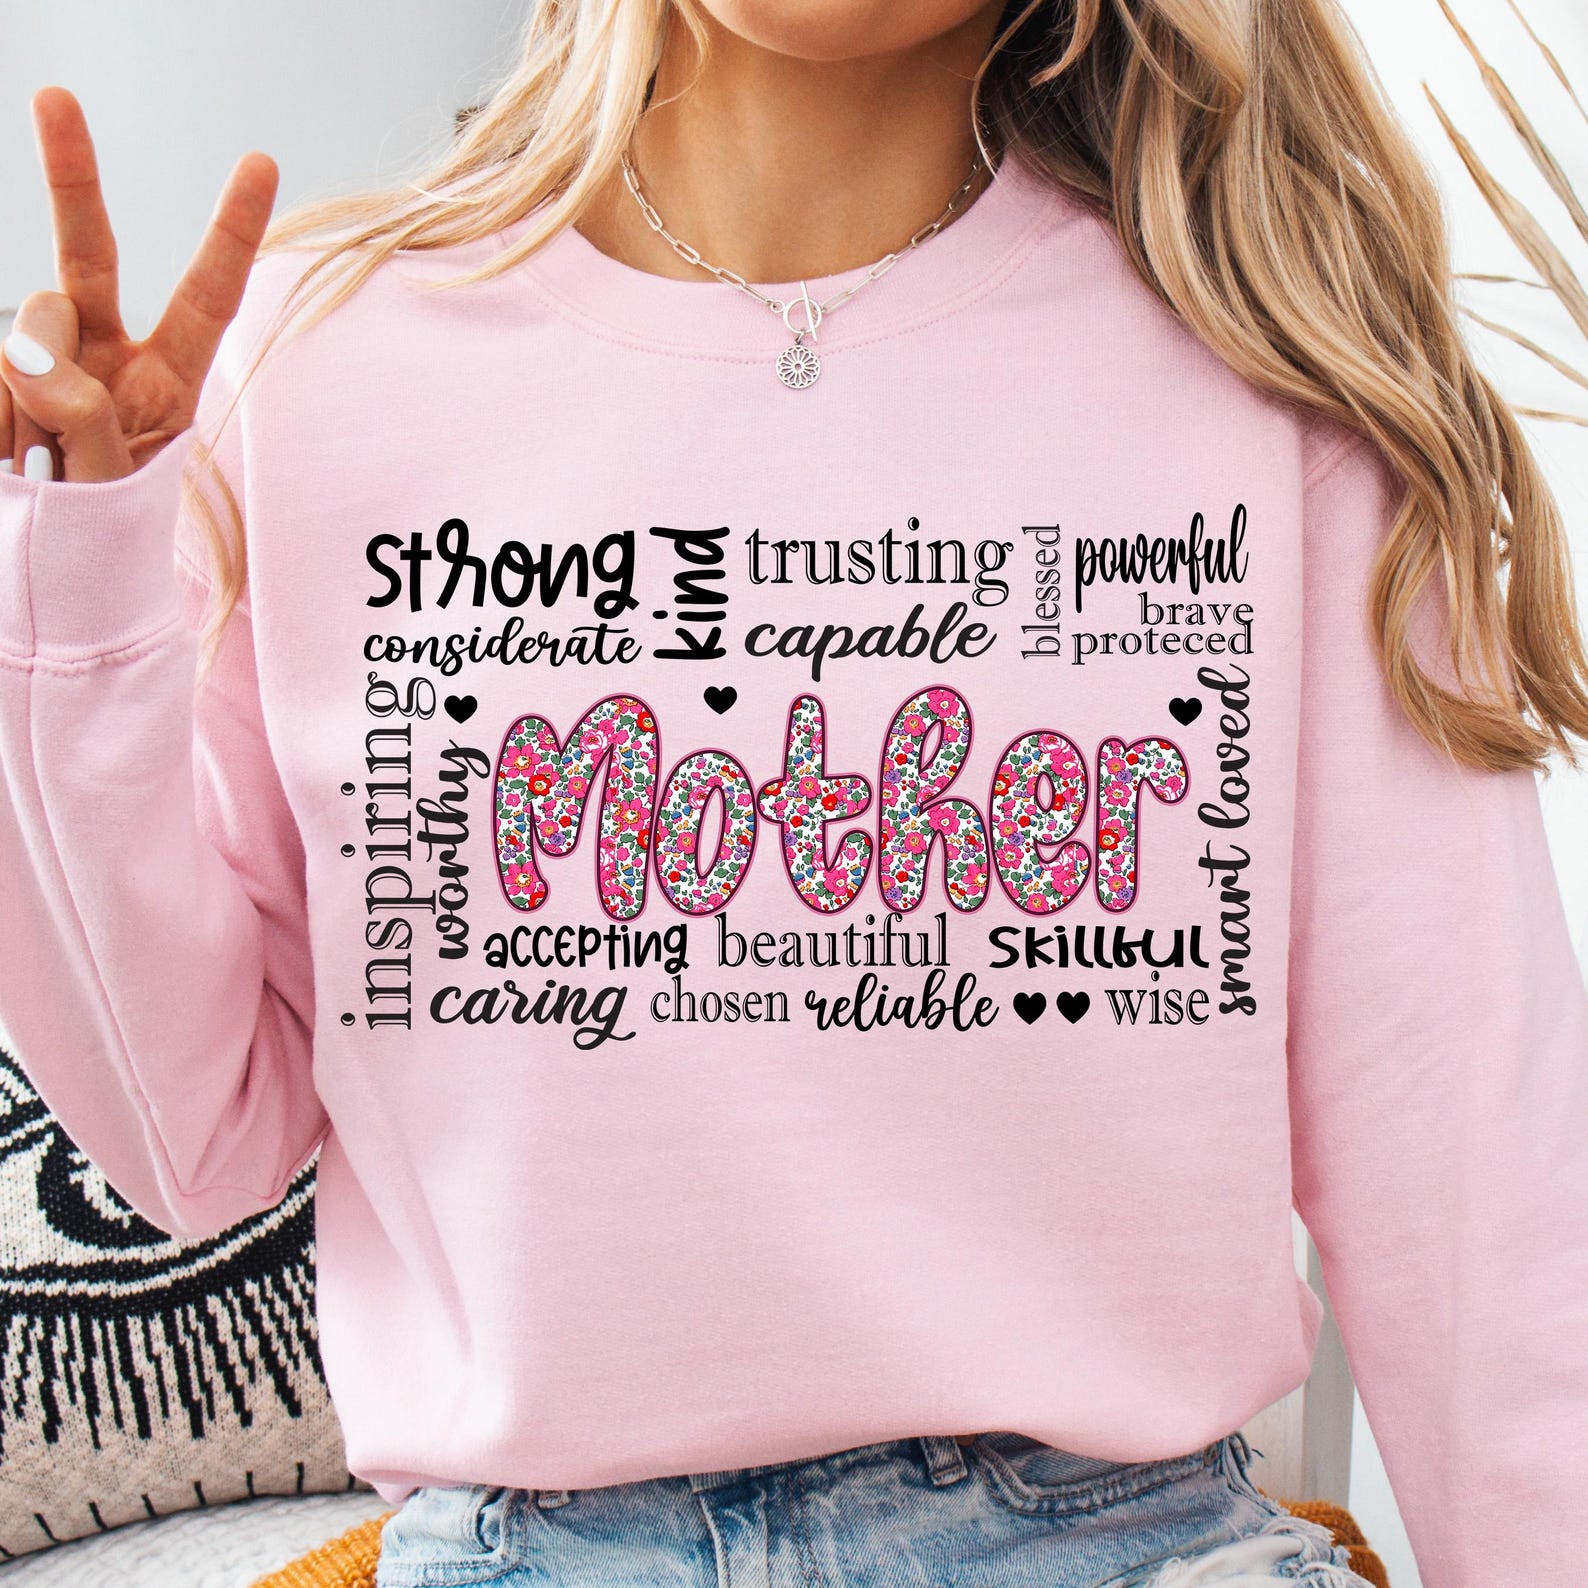 strong
kind
trusting
blessed
powerful
brave
considerate
capable
proteced
inspiring
worthy
Mother
smart loved
accepting
beautiful
skillful
caring
chosen
reliable
wise